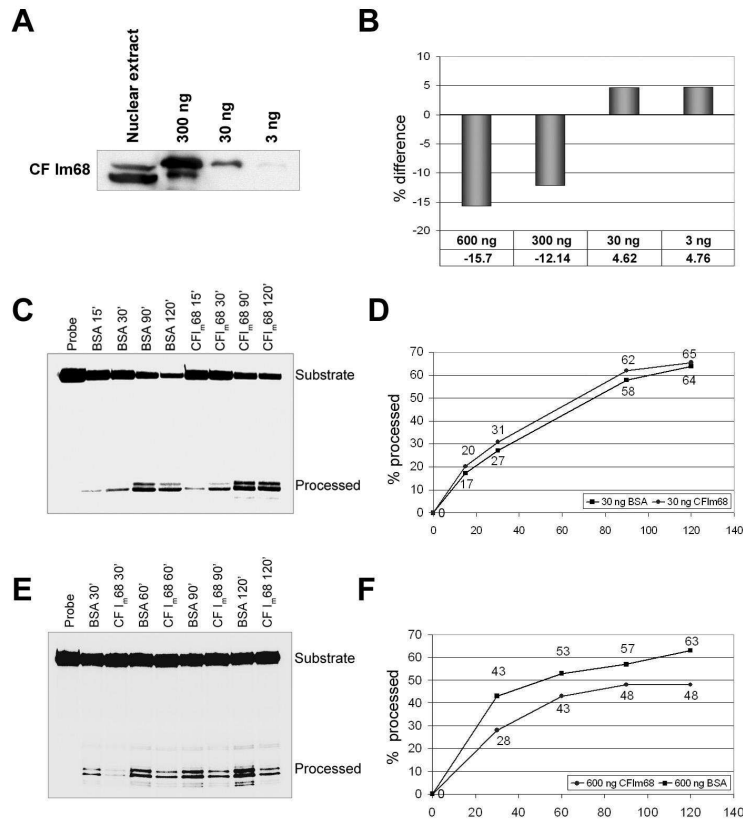 A
Nuclear extract
300 ng
30 ng
3 ng
CF Im68
B
% difference
10
5
0
-5
-10
-15
-20
600 ng 300 ng 30 ng 3 ng
-15.7 -12.14 4.62 4.76
C
Probe
BSA 15'
BSA 30'
BSA 90'
BSA 120'
CFIm68 15'
CFIm68 30'
CFIm68 90'
CFIm68 120'
Substrate
Processed
D
% processed
70
60
50
40
30
20
10
0
0
17
20
27
31
58
62
64
65
0 20 40 60 80 100 120 140
30 ng BSA 30 ng CFIm68
E
Probe
BSA 30'
CF Im68 30'
BSA 60'
CF Im68 60'
BSA 90'
CF Im68 90'
BSA 120'
CF Im68 120'
Substrate
Processed
F
% processed
70
60
50
40
30
20
10
0
0
43
28
53
43
57
48
63
48
0 20 40 60 80 100 120 140
600 ng CFIm68 600 ng BSA